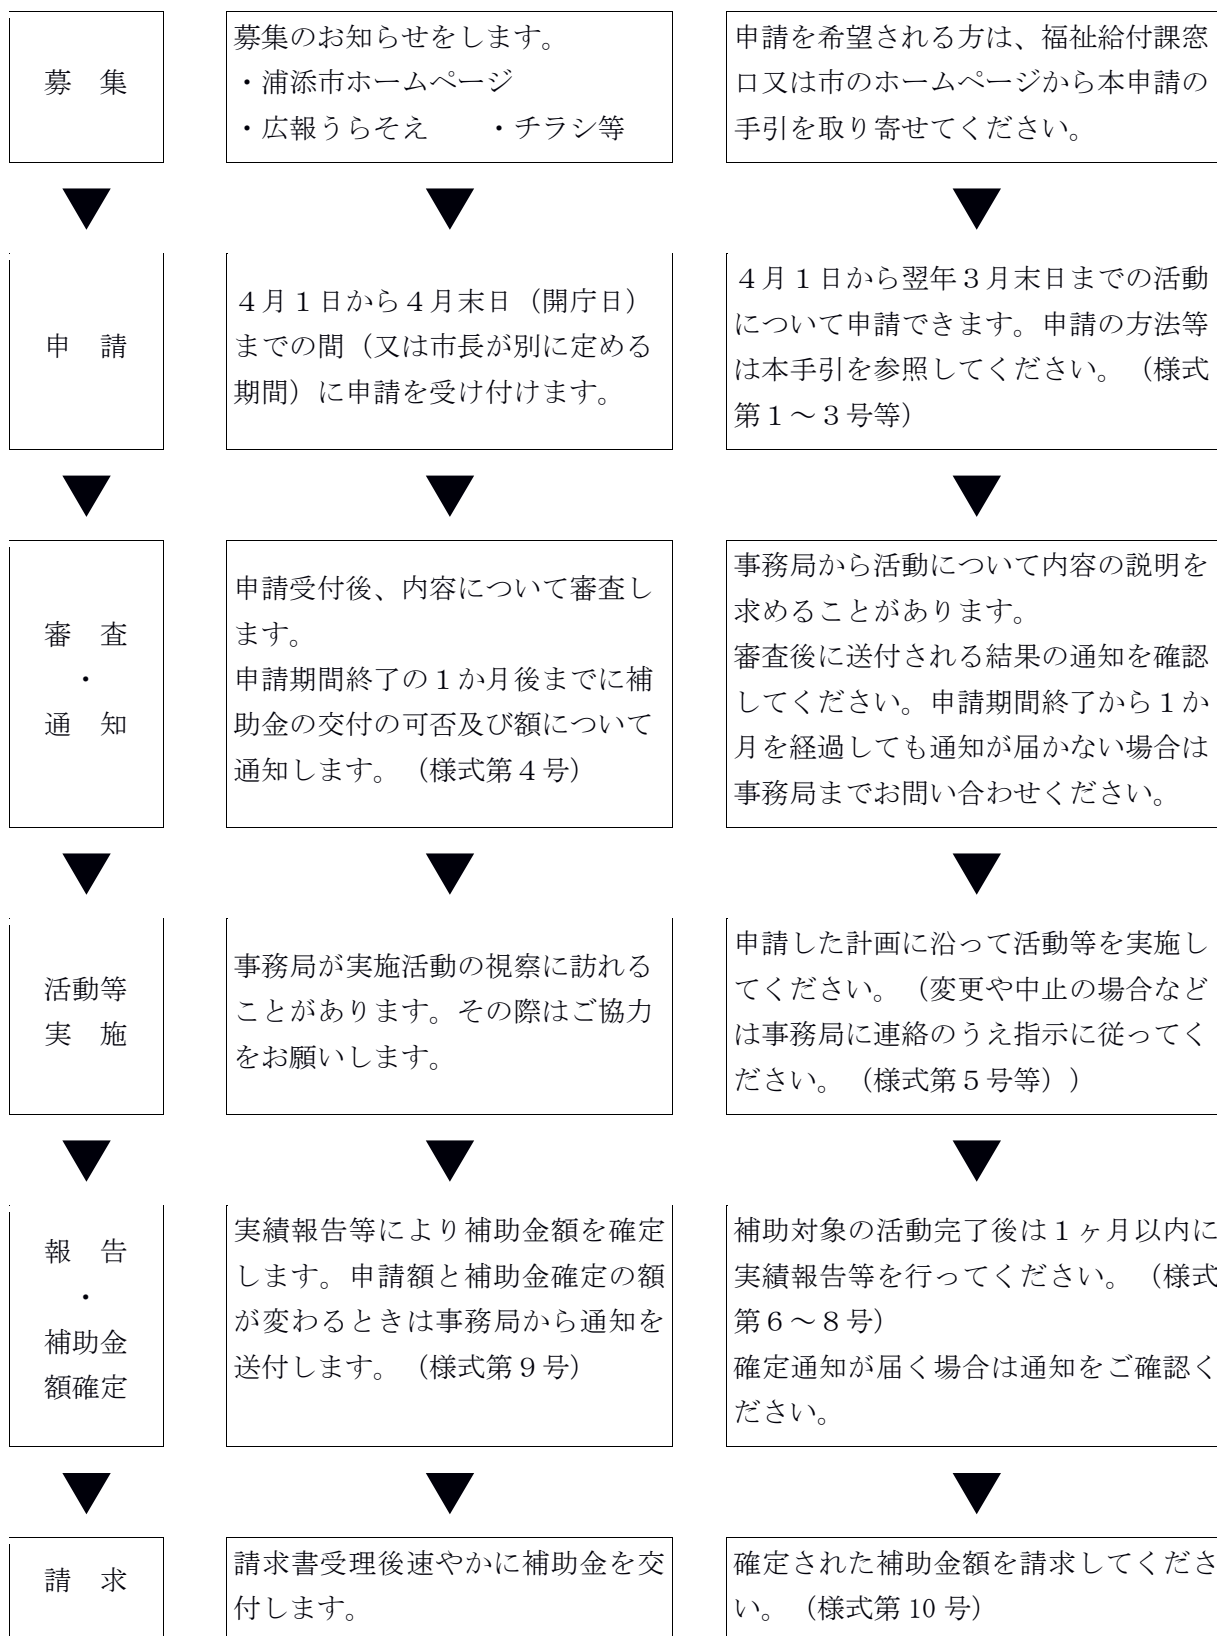 募　集
募集のお知らせをします。
・浦添市ホームページ
・広報うらそえ　　・チラシ等
申請を希望される方は、福祉給付課窓
口又は市のホームページから本申請の
手引を取り寄せてください。
申　請
４月１日から４月末日（開庁日）
までの間（又は市長が別に定める
期間）に申請を受け付けます。
４月１日から翌年３月末日までの活動
について申請できます。申請の方法等
は本手引を参照してください。（様式
第１～３号等）
審　査
・
通　知
申請受付後、内容について審査し
ます。
申請期間終了の１か月後までに補
助金の交付の可否及び額について
通知します。（様式第４号）
事務局から活動について内容の説明を
求めることがあります。
審査後に送付される結果の通知を確認
してください。申請期間終了から１か
月を経過しても通知が届かない場合は
事務局までお問い合わせください。
活動等
実　施
事務局が実施活動の視察に訪れる
ことがあります。その際はご協力
をお願いします。
申請した計画に沿って活動等を実施し
てください。（変更や中止の場合など
は事務局に連絡のうえ指示に従ってく
ださい。（様式第５号等））
報　告
・
補助金
額確定
実績報告等により補助金額を確定
します。申請額と補助金確定の額
が変わるときは事務局から通知を
送付します。（様式第９号）
補助対象の活動完了後は１ヶ月以内に
実績報告等を行ってください。（様式
第６～８号）
確定通知が届く場合は通知をご確認く
ださい。
請　求
請求書受理後速やかに補助金を交
付します。
確定された補助金額を請求してくださ
い。（様式第 10 号）